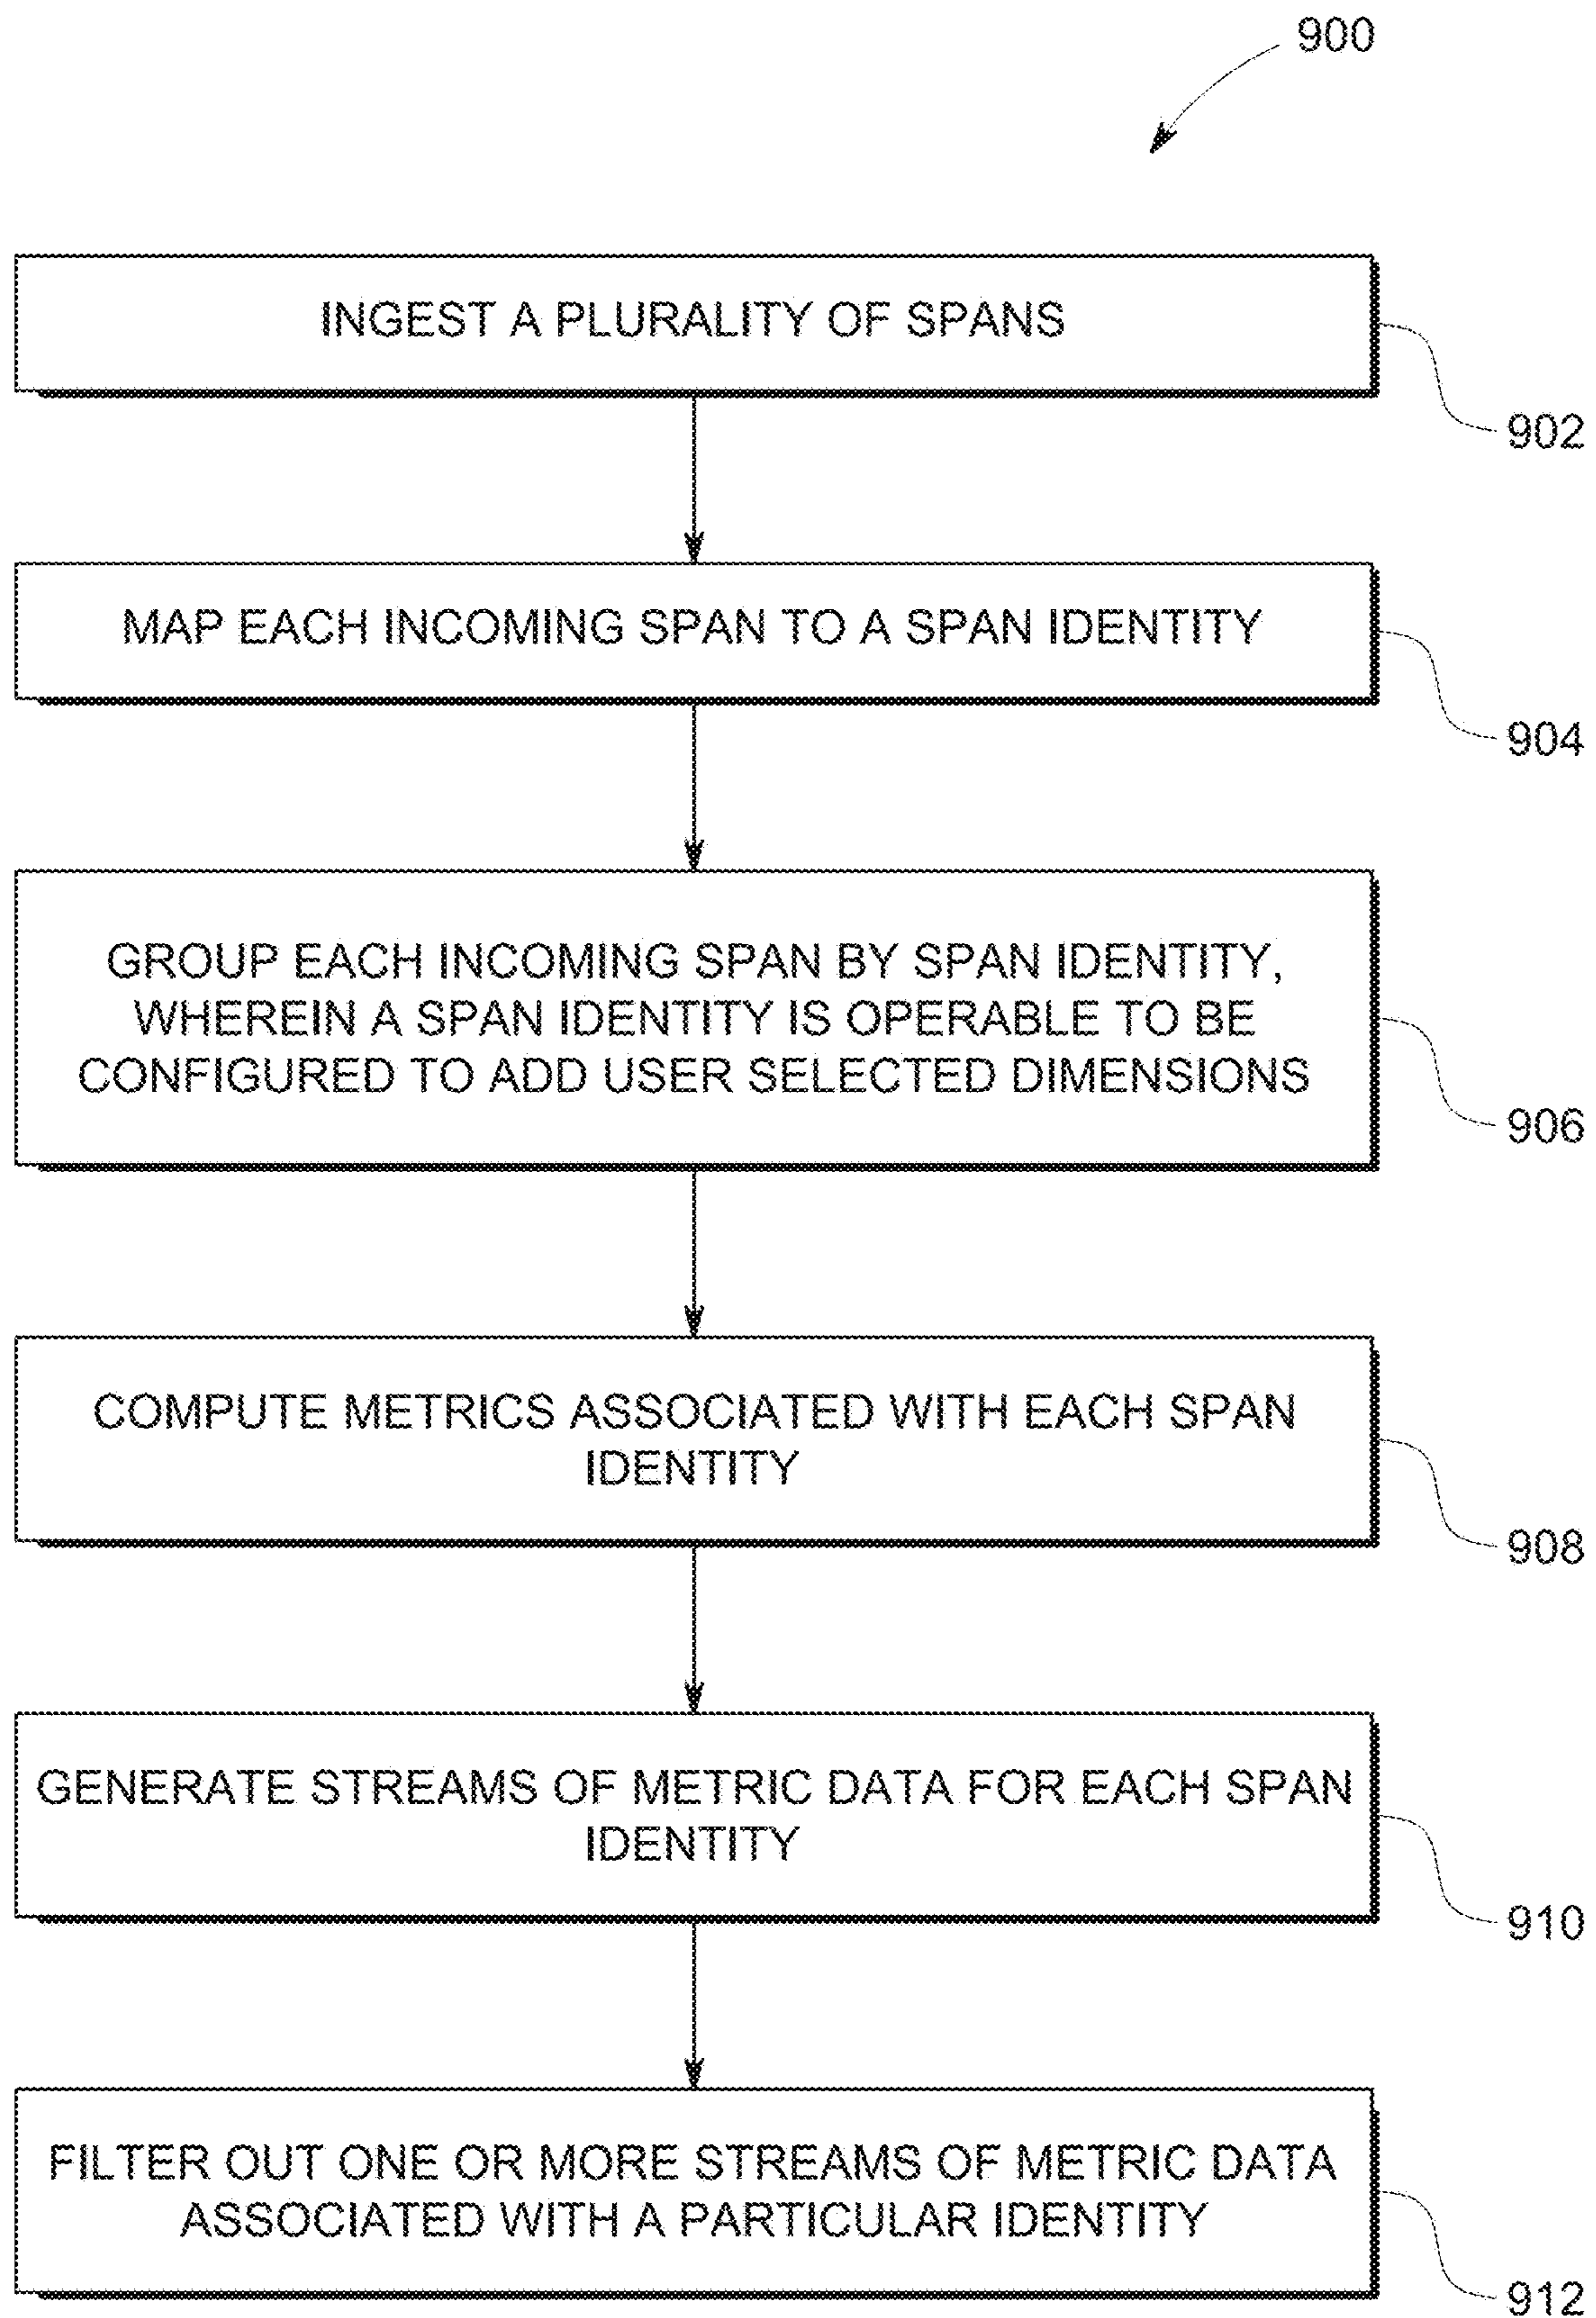 900
INGEST A PLURALITY OF SPANS
902
MAP EACH INCOMING SPAN TO A SPAN IDENTITY
904
GROUP EACH INCOMING SPAN BY SPAN IDENTITY,
WHEREIN A SPAN IDENTITY IS OPERABLE TO BE
CONFIGURED TO ADD USER SELECTED DIMENSIONS
906
COMPUTE METRICS ASSOCIATED WITH EACH SPAN
IDENTITY
908
GENERATE STREAMS OF METRIC DATA FOR EACH SPAN
IDENTITY
910
FILTER OUT ONE OR MORE STREAMS OF METRIC DATA
ASSOCIATED WITH A PARTICULAR IDENTITY
912